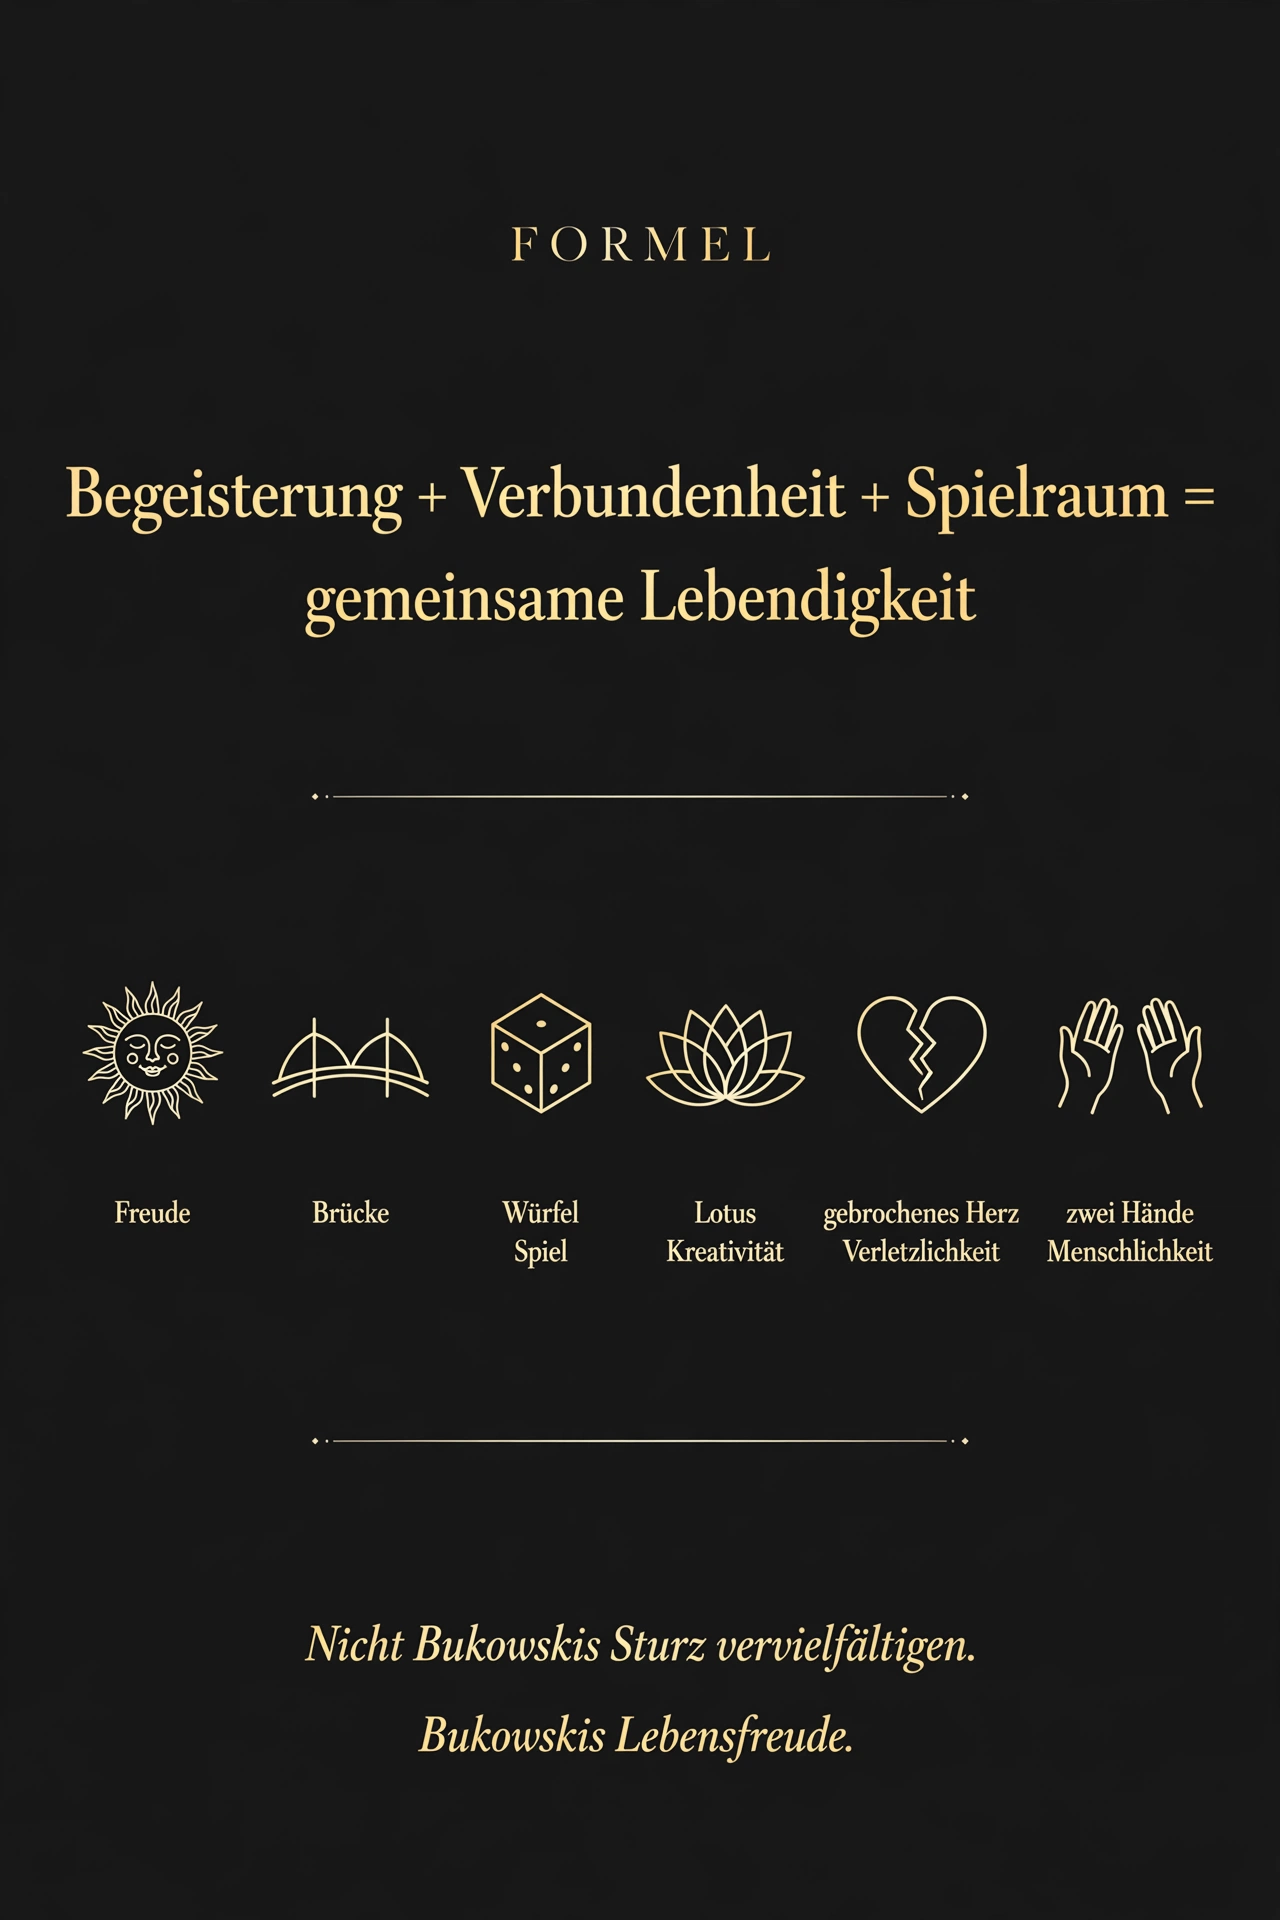 FORMEL
Begeisterung + Verbundenheit + Spielraum =
gemeinsame Lebendigkeit
Freude
Brücke
Würfel
Spiel
Lotus
Kreativität
gebrochenes Herz
Verletzlichkeit
zwei Hände
Menschlichkeit
Nicht Bukowskis Sturz vervielfältigen.
Bukowskis Lebensfreude.